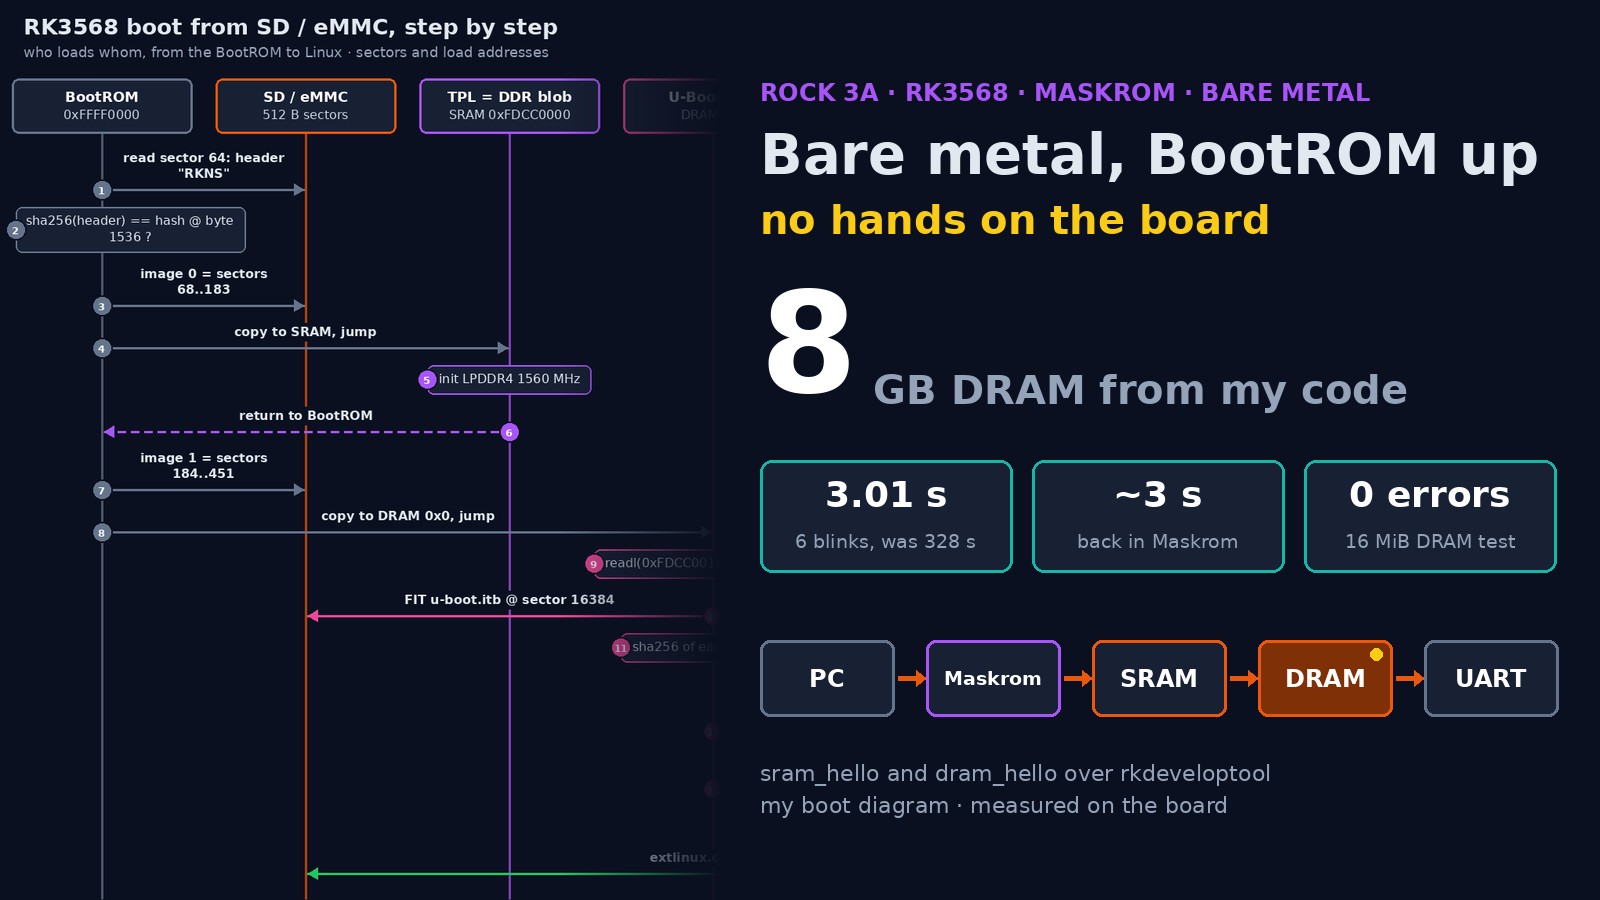 RK3568 boot from SD / eMMC, step by step
who loads whom, from the BootROM to Linux · sectors and load addresses
BootROM
0xFFFF0000
SD / eMMC
512 B sectors
TPL = DDR blob
SRAM 0xFDCC0000
read sector 64: header
"RKNS"
1
2
sha256(header) == hash @ byte
1536 ?
image 0 = sectors
68..183
3
copy to SRAM, jump
4
5
init LPDDR4 1560 MHz
return to BootROM
6
image 1 = sectors
184..451
7
copy to DRAM 0x0, jump
8
9
FIT u-boot.itb @ sector 16384
11
sha256 of
ROCK 3A · RK3568 · MASKROM · BARE METAL
Bare metal, BootROM up
no hands on the board
8
GB DRAM from my code
3.01 s
6 blinks, was 328 s
~3 s
back in Maskrom
0 errors
16 MiB DRAM test
PC
Maskrom
SRAM
DRAM
UART
sram_hello and dram_hello over rkdeveloptool
my boot diagram · measured on the board